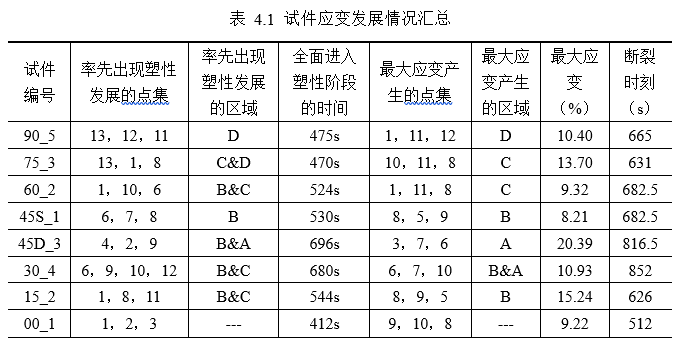 表 4.1 试件应变发展情况汇总
试件编号 率先出现塑性发展的点集 率先出现塑性发展的区域 全面进入塑性阶段的时间 最大应变产生的点集 最大应变产生的区域 最大应变（%） 断裂时刻（s）
90_5 13，12，11 D 475s 1，11，12 D 10.40 665
75_3 13，1，8 C&D 470s 10，11，8 C 13.70 631
60_2 1，10，6 B&C 524s 1，11，8 C 9.32 682.5
45S_1 6，7，8 B 530s 8，5，9 B 8.21 682.5
45D_3 4，2，9 B&A 696s 3，7，6 A 20.39 816.5
30_4 6，9，10，12 B&C 680s 6，7，10 B&A 10.93 852
15_2 1，8，11 B&C 544s 8，9，5 B 15.24 626
00_1 1，2，3 --- 412s 9，10，8 --- 9.22 512